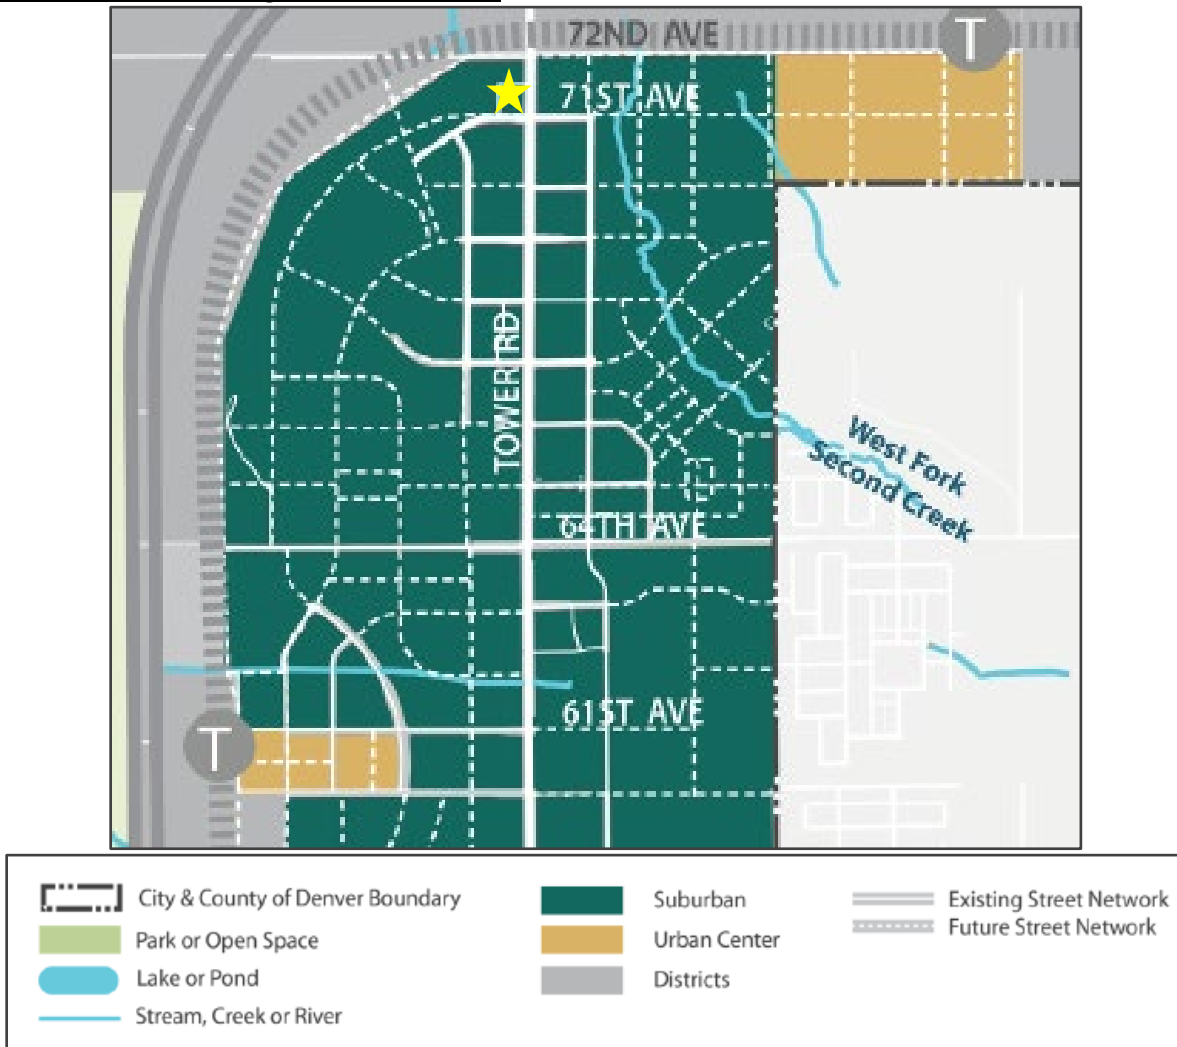 72ND AVE
T
71ST AVE
TOWER RD
West Fork
Second Creek
64TH AVE
61ST AVE
T
City & County of Denver Boundary
Park or Open Space
Lake or Pond
Stream, Creek or River
Suburban
Urban Center
Districts
Existing Street Network
Future Street Network